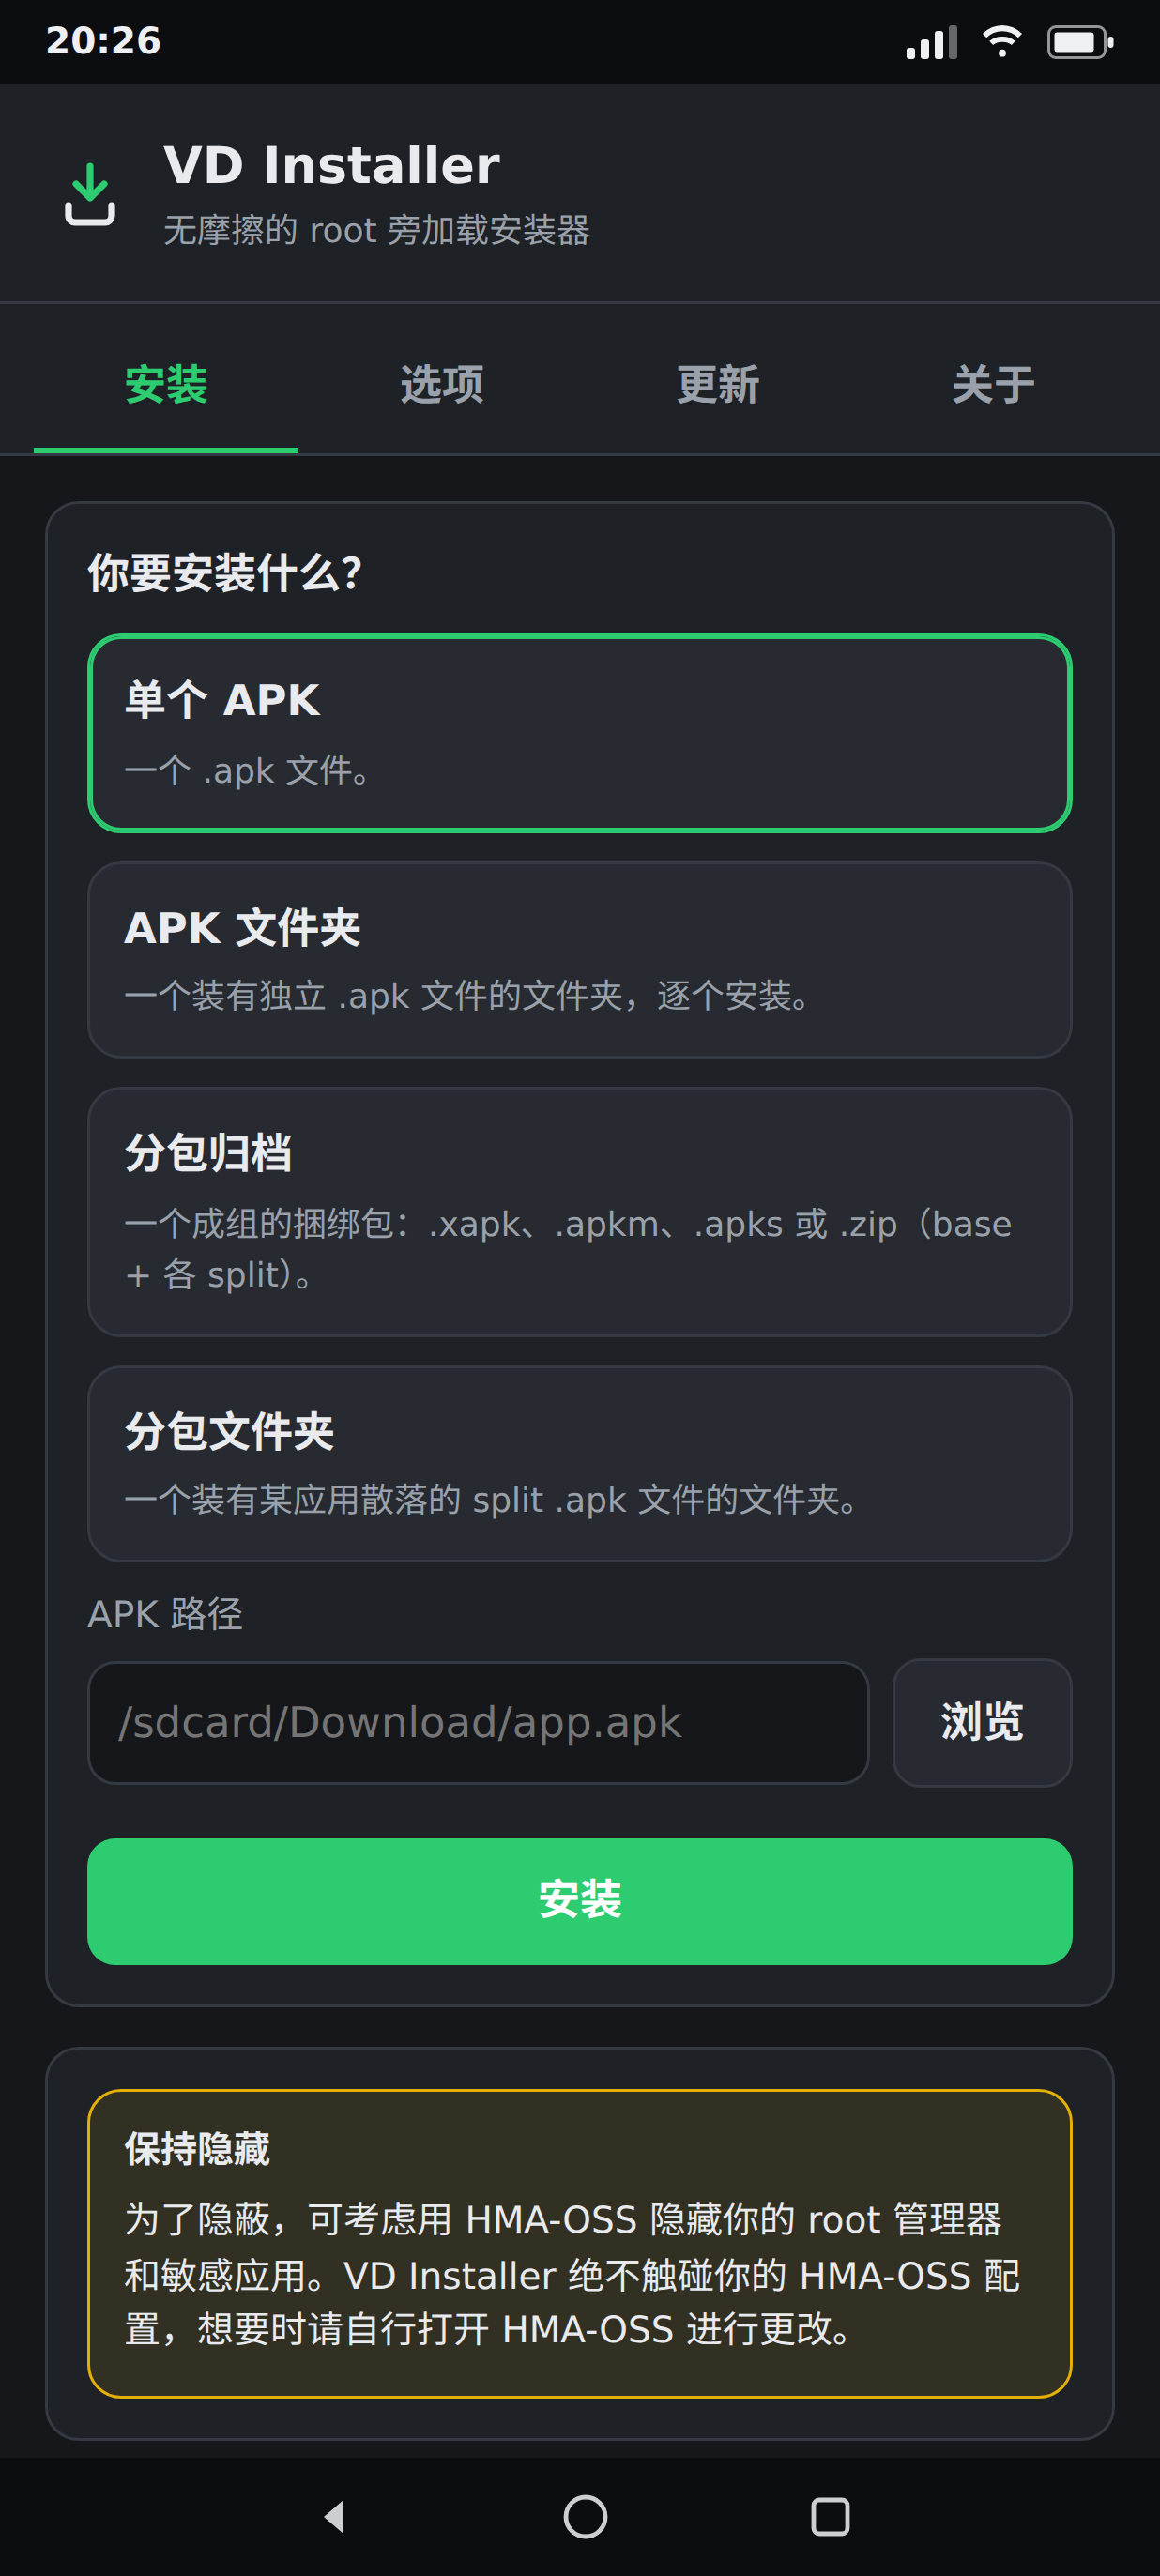 20:26
VD Installer
无摩擦的 root 旁加载安装器
安装
选项
更新
关于
你要安装什么？
单个 APK
一个 .apk 文件。
APK 文件夹
一个装有独立 .apk 文件的文件夹，逐个安装。
分包归档
一个成组的捆绑包：.xapk、.apkm、.apks 或 .zip（base
+ 各 split）。
分包文件夹
一个装有某应用散落的 split .apk 文件的文件夹。
APK 路径
/sdcard/Download/app.apk
浏览
安装
保持隐藏
为了隐蔽，可考虑用 HMA-OSS 隐藏你的 root 管理器
和敏感应用。VD Installer 绝不触碰你的 HMA-OSS 配
置，想要时请自行打开 HMA-OSS 进行更改。